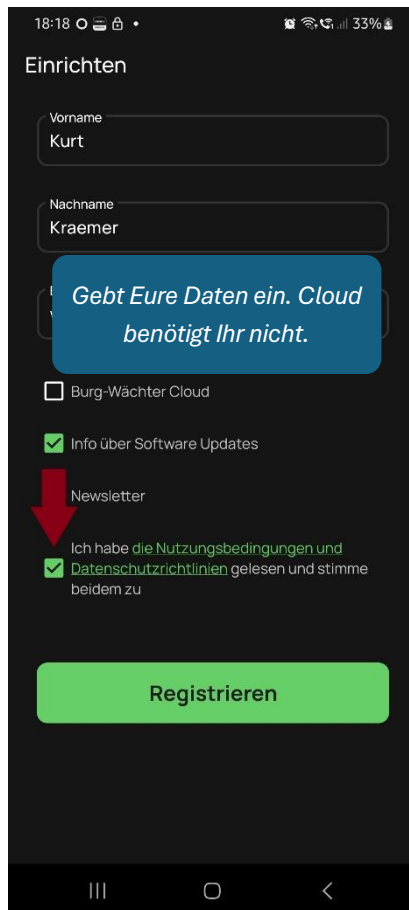 18:18
33%
Einrichten
Vorname
Kurt
Nachname
Kraemer
Gebt Eure Daten ein. Cloud
benötigt Ihr nicht.
Burg-Wächter Cloud
Info über Software Updates
Newsletter
Ich habe die Nutzungsbedingungen und
Datenschutzrichtlinien gelesen und stimme
beidem zu
Registrieren